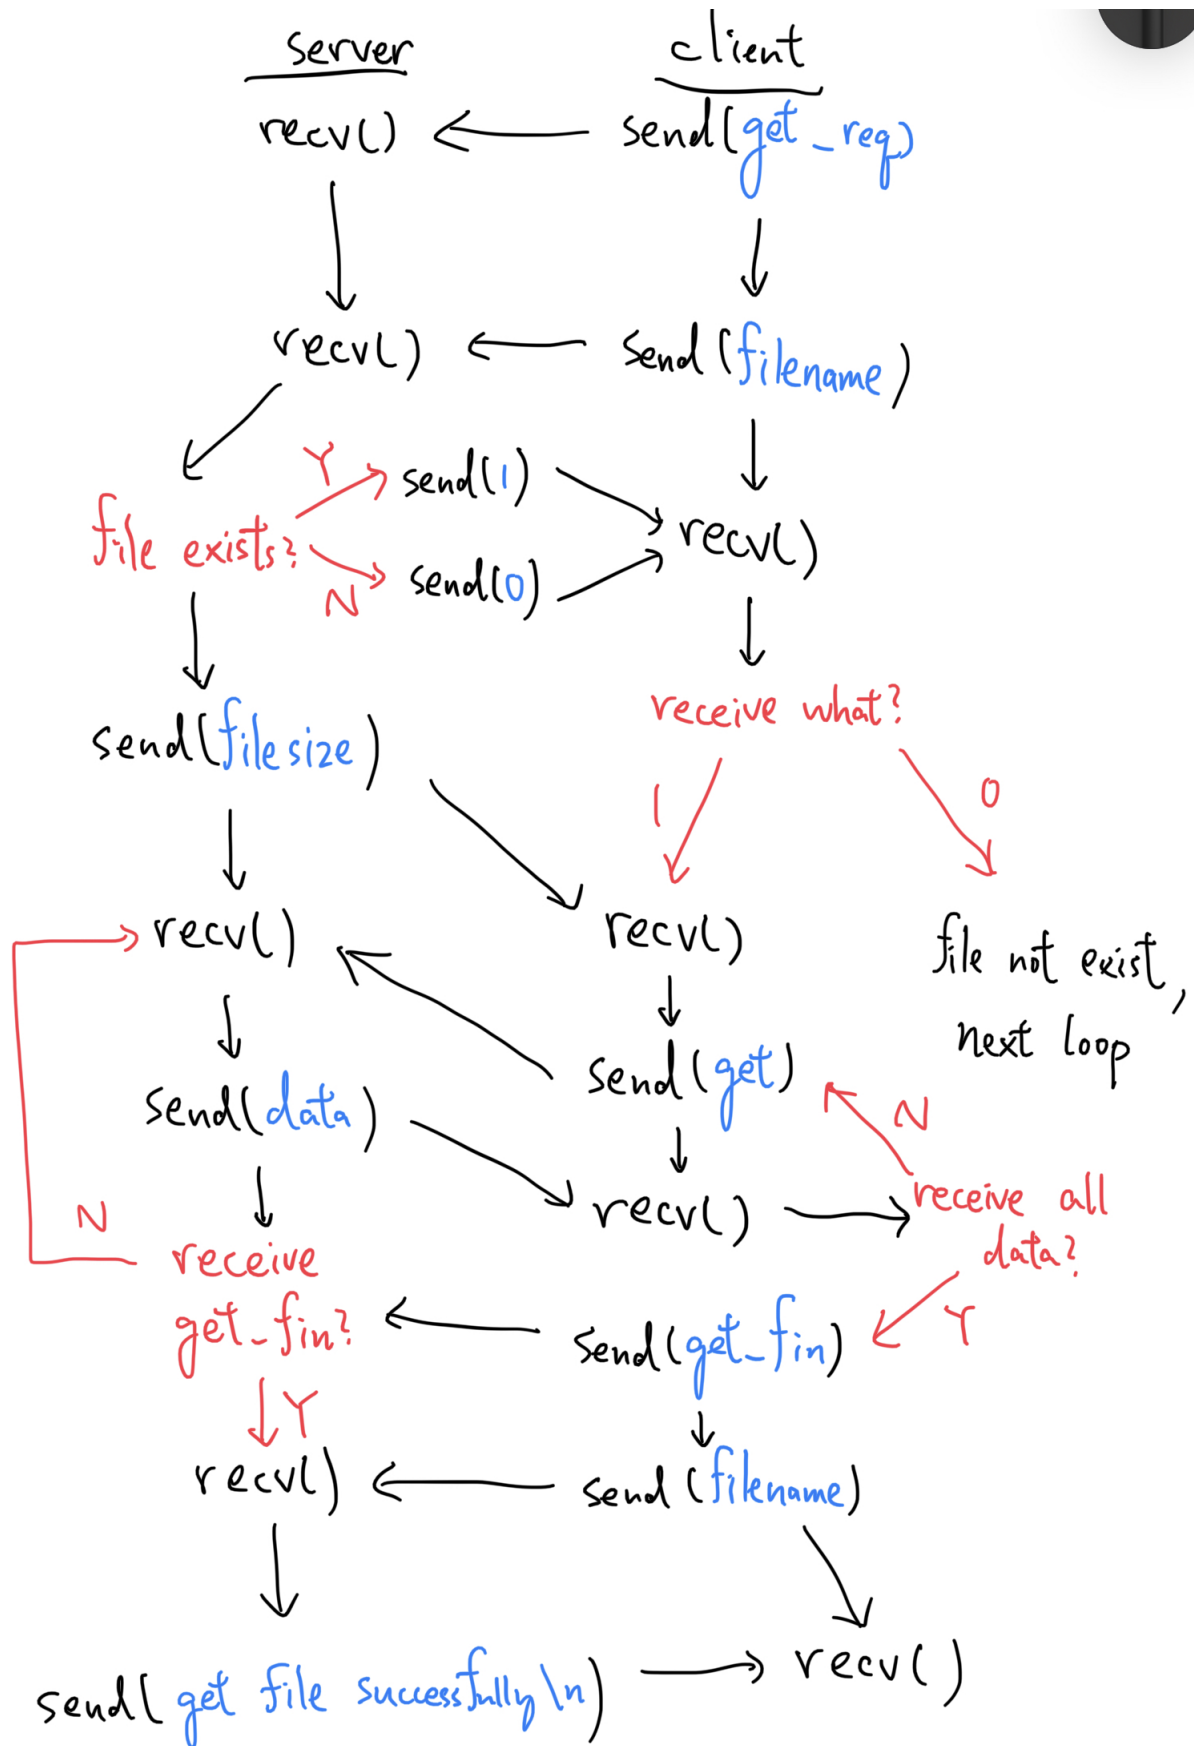 server client
recv() send(get_req)
recv() send(filename)
Y send(1)
file exists? recv()
N send(0)
receive what?
send(filesize)
1 0
recv() recv() file not exist,
next loop
send(get)
send(data) N
recv() receive all
data?
N receive
get_fin? send(get_fin) Y
Y
recv() send(filename)
send(get file successfully\n) recv()